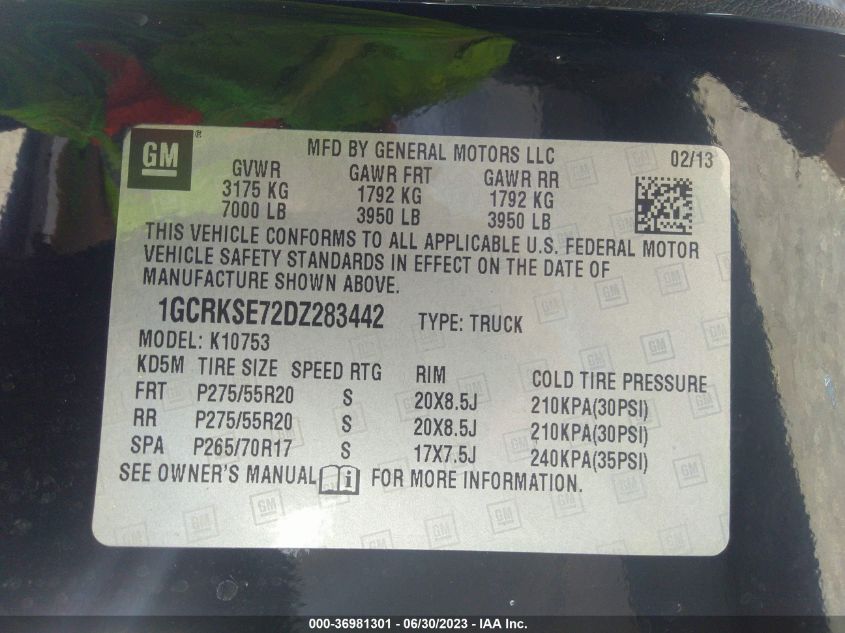 GM®
MFD BY GENERAL MOTORS LLC 02/13
GVWR GAWR FRT GAWR RR
3175 KG 1792 KG 1792 KG
7000 LB 3950 LB 3950 LB
THIS VEHICLE CONFORMS TO ALL APPLICABLE U.S. FEDERAL MOTOR
VEHICLE SAFETY STANDARDS IN EFFECT ON THE DATE OF
MANUFACTURE SHOWN ABOVE.
1GCRKSE72DZ283442 TYPE: TRUCK
MODEL: K10753
KD5M TIRE SIZE SPEED RTG RIM COLD TIRE PRESSURE
FRT P275/55R20 S 20X8.5J 210KPA(30PSI)
RR P275/55R20 S 20X8.5J 210KPA(30PSI)
SPA P265/70R17 S 17X7.5J 240KPA(35PSI)
SEE OWNER'S MANUAL i FOR MORE INFORMATION.
000-36981301 - 06/30/2023 - IAA Inc.